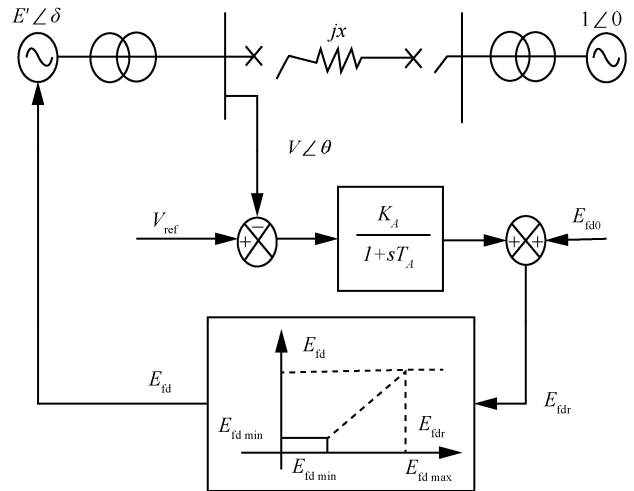 E'∠δ
jx
1∠0
V∠θ
V_ref
−
+
K_A
1+sT_A
+ +
E_fd0
E_fd
E_fd
E_fdr
E_fd min
E_fdr
E_fd min
E_fd max